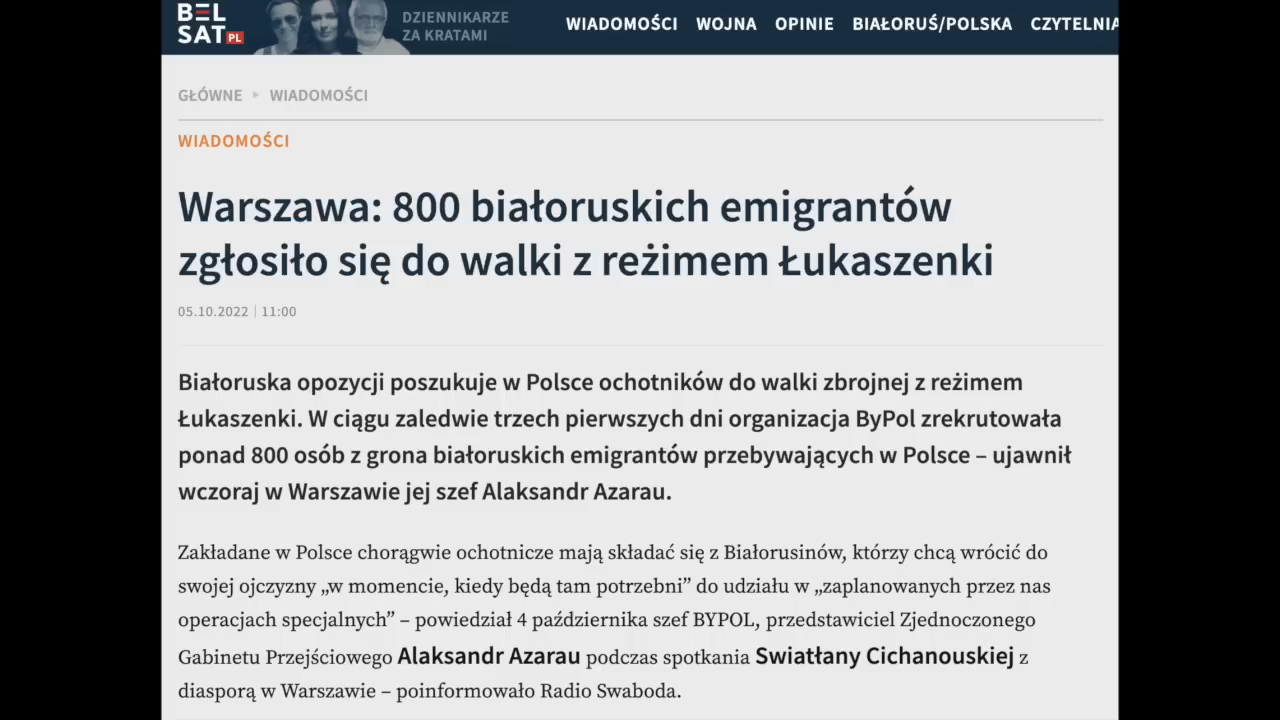 BEL
SAT PL
DZIENNIKARZE
ZA KRATAMI
WIADOMOŚCI WOJNA OPINIE BIAŁORUŚ/POLSKA CZYTELNIA
GŁÓWNE ▸ WIADOMOŚCI
WIADOMOŚCI
Warszawa: 800 białoruskich emigrantów
zgłosiło się do walki z reżimem Łukaszenki
05.10.2022 | 11:00
Białoruska opozycji poszukuje w Polsce ochotników do walki zbrojnej z reżimem
Łukaszenki. W ciągu zaledwie trzech pierwszych dni organizacja ByPol zrekrutowała
ponad 800 osób z grona białoruskich emigrantów przebywających w Polsce – ujawnił
wczoraj w Warszawie jej szef Alaksandr Azarau.
Zakładane w Polsce chorągwie ochotnicze mają składać się z Białorusinów, którzy chcą wrócić do
swojej ojczyzny „w momencie, kiedy będą tam potrzebni” do udziału w „zaplanowanych przez nas
operacjach specjalnych” – powiedział 4 października szef BYPOL, przedstawiciel Zjednoczonego
Gabinetu Przejściowego Alaksandr Azarau podczas spotkania Swiatłany Cichanouskiej z
diasporą w Warszawie – poinformowało Radio Swaboda.